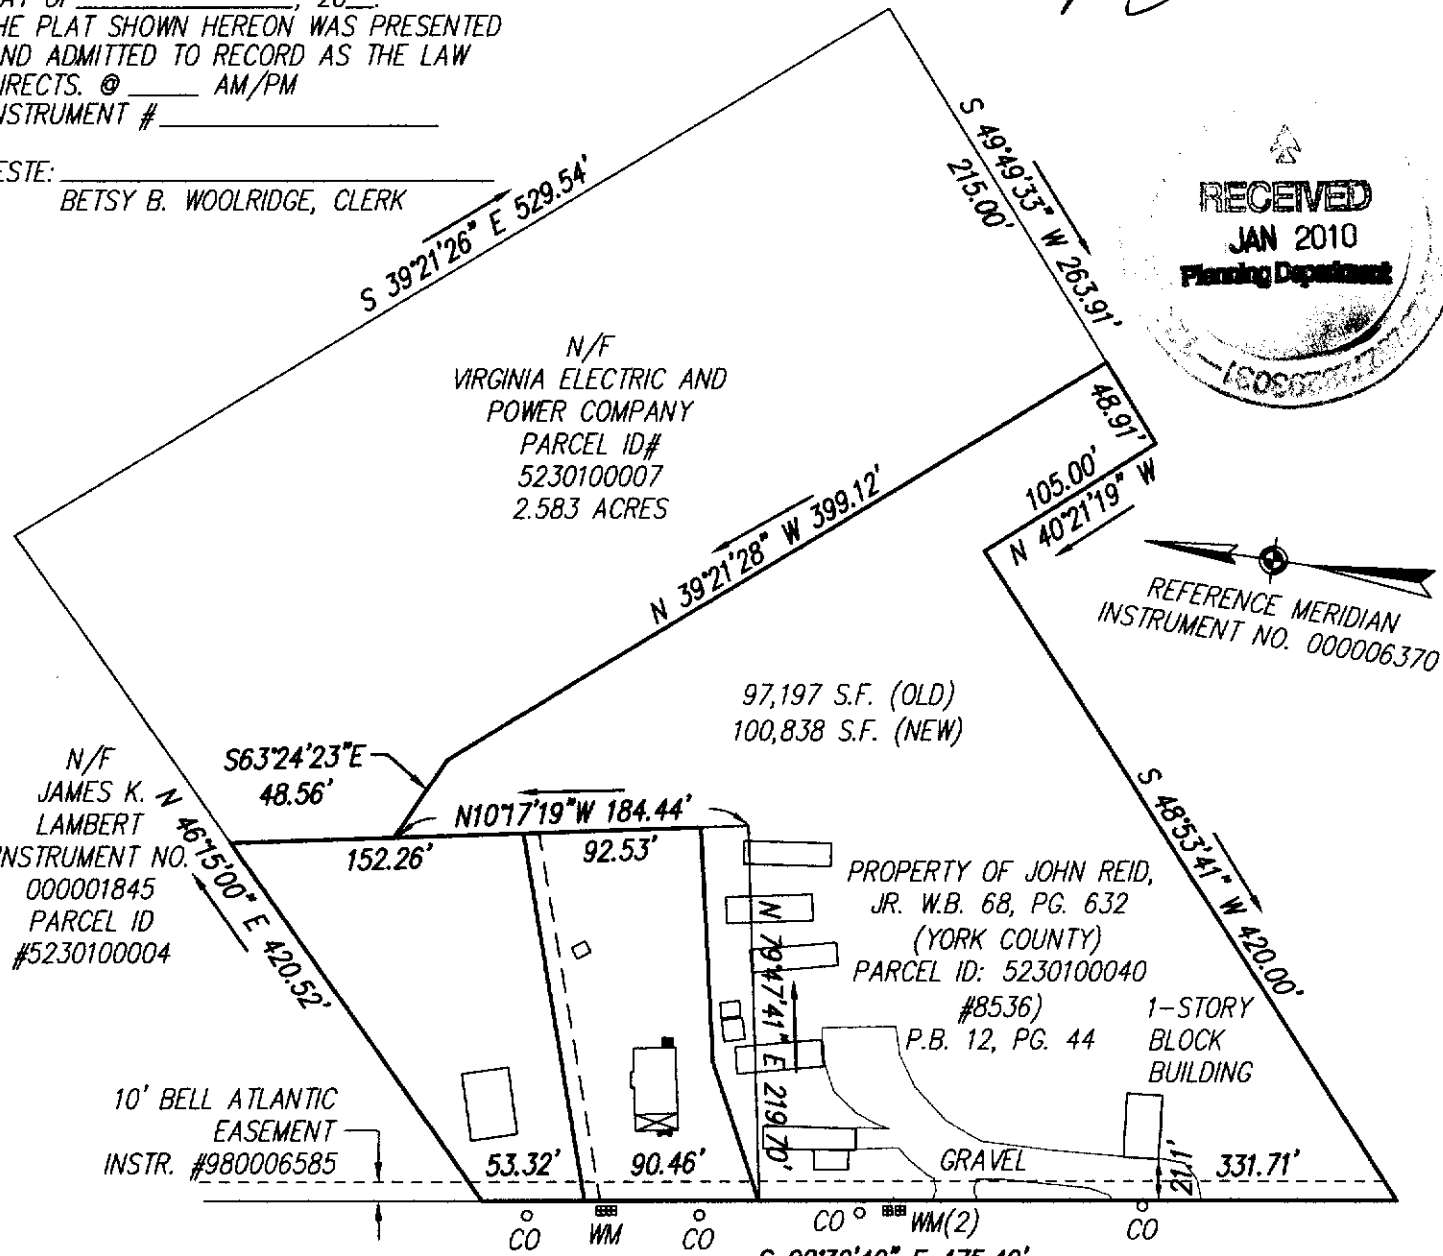 HE PLAT SHOWN HEREON WAS PRESENTED
ND ADMITTED TO RECORD AS THE LAW
IRECTS. @ _____ AM/PM
NSTRUMENT # ____________________
ESTE: ____________________
BETSY B. WOOLRIDGE, CLERK
S 39°21'26" E 529.54'
S 49°49'33" W 263.91'
215.00'
RECEIVED
JAN 2010
Planning Department
N/F
VIRGINIA ELECTRIC AND
POWER COMPANY
PARCEL ID#
5230100007
2.583 ACRES
48.91'
105.00'
N 40°21'19" W
N 39°21'28" W 399.12'
REFERENCE MERIDIAN
INSTRUMENT NO. 000006370
97,197 S.F. (OLD)
100,838 S.F. (NEW)
N/F
JAMES K.
LAMBERT
INSTRUMENT NO.
000001845
PARCEL ID
#5230100004
S63°24'23"E
48.56'
N10°17'19"W 184.44'
152.26'
92.53'
N 46°15'00" E 420.52'
S 48°53'41" W 420.00'
N 79°47'41" E 219.70'
PROPERTY OF JOHN REID,
JR. W.B. 68, PG. 632
(YORK COUNTY)
PARCEL ID: 5230100040
#8536)
P.B. 12, PG. 44
1-STORY
BLOCK
BUILDING
10' BELL ATLANTIC
EASEMENT
INSTR. #980006585
53.32'
90.46'
GRAVEL
21.1'
331.71'
CO
WM
CO
CO
WM(2)
CO